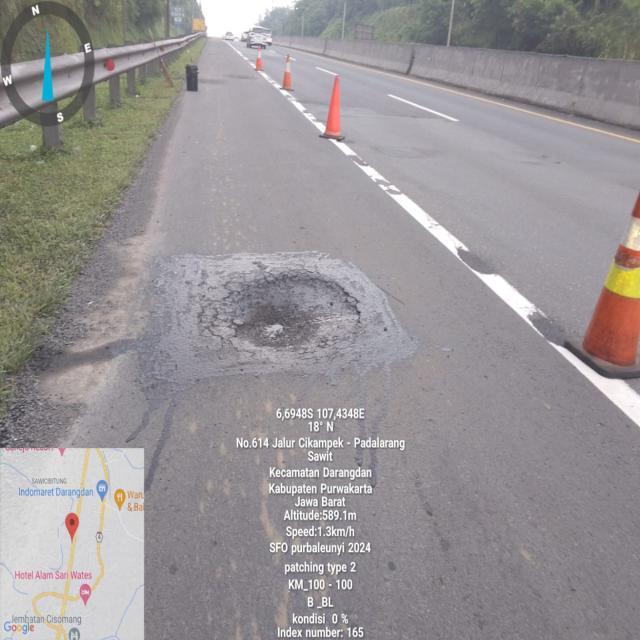 N
E
W
S
6,6948S 107,4348E
18° N
No.614 Jalur Cikampek - Padalarang
Sawit
Kecamatan Darangdan
Kabupaten Purwakarta
Jawa Barat
Altitude:589.1m
Speed:1.3km/h
SFO purbaleunyi 2024
patching type 2
KM_100 - 100
B _BL
kondisi 0 %
Index number: 165
SAWICIBITUNG
Indomaret Darangdan
Hotel Alam Sari Wates
Jembatan Cisomang
Google